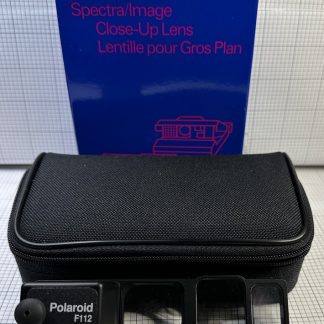 Spectra/Image
Close-Up Lens
Lentille pour Gros Plan
Polaroid
F112